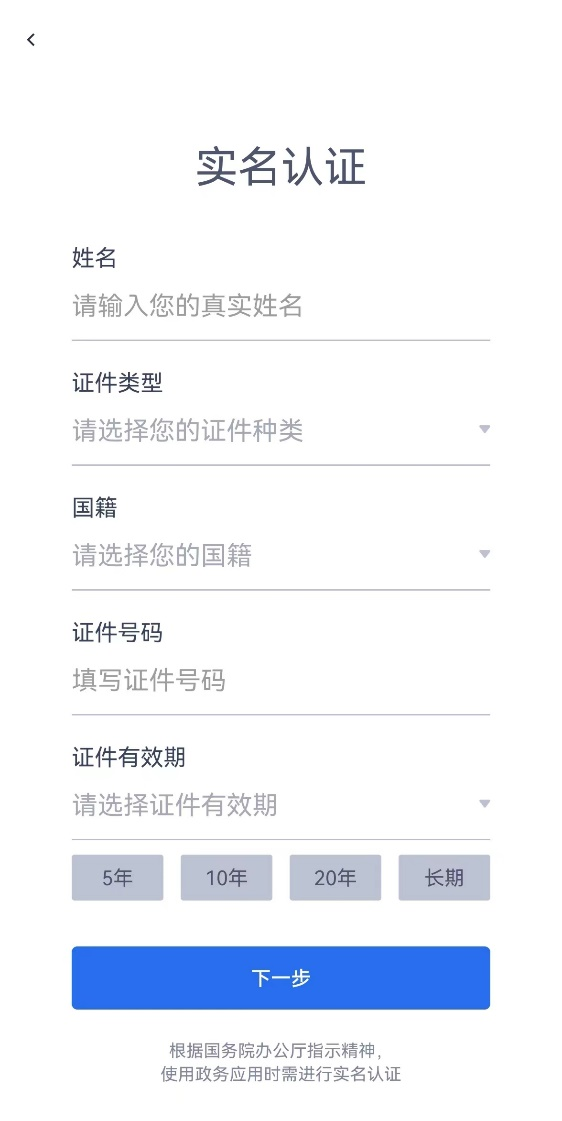 实名认证
姓名
请输入您的真实姓名
证件类型
请选择您的证件种类
国籍
请选择您的国籍
证件号码
填写证件号码
证件有效期
请选择证件有效期
5年 10年 20年 长期
下一步
根据国务院办公厅指示精神，
使用政务应用时需进行实名认证